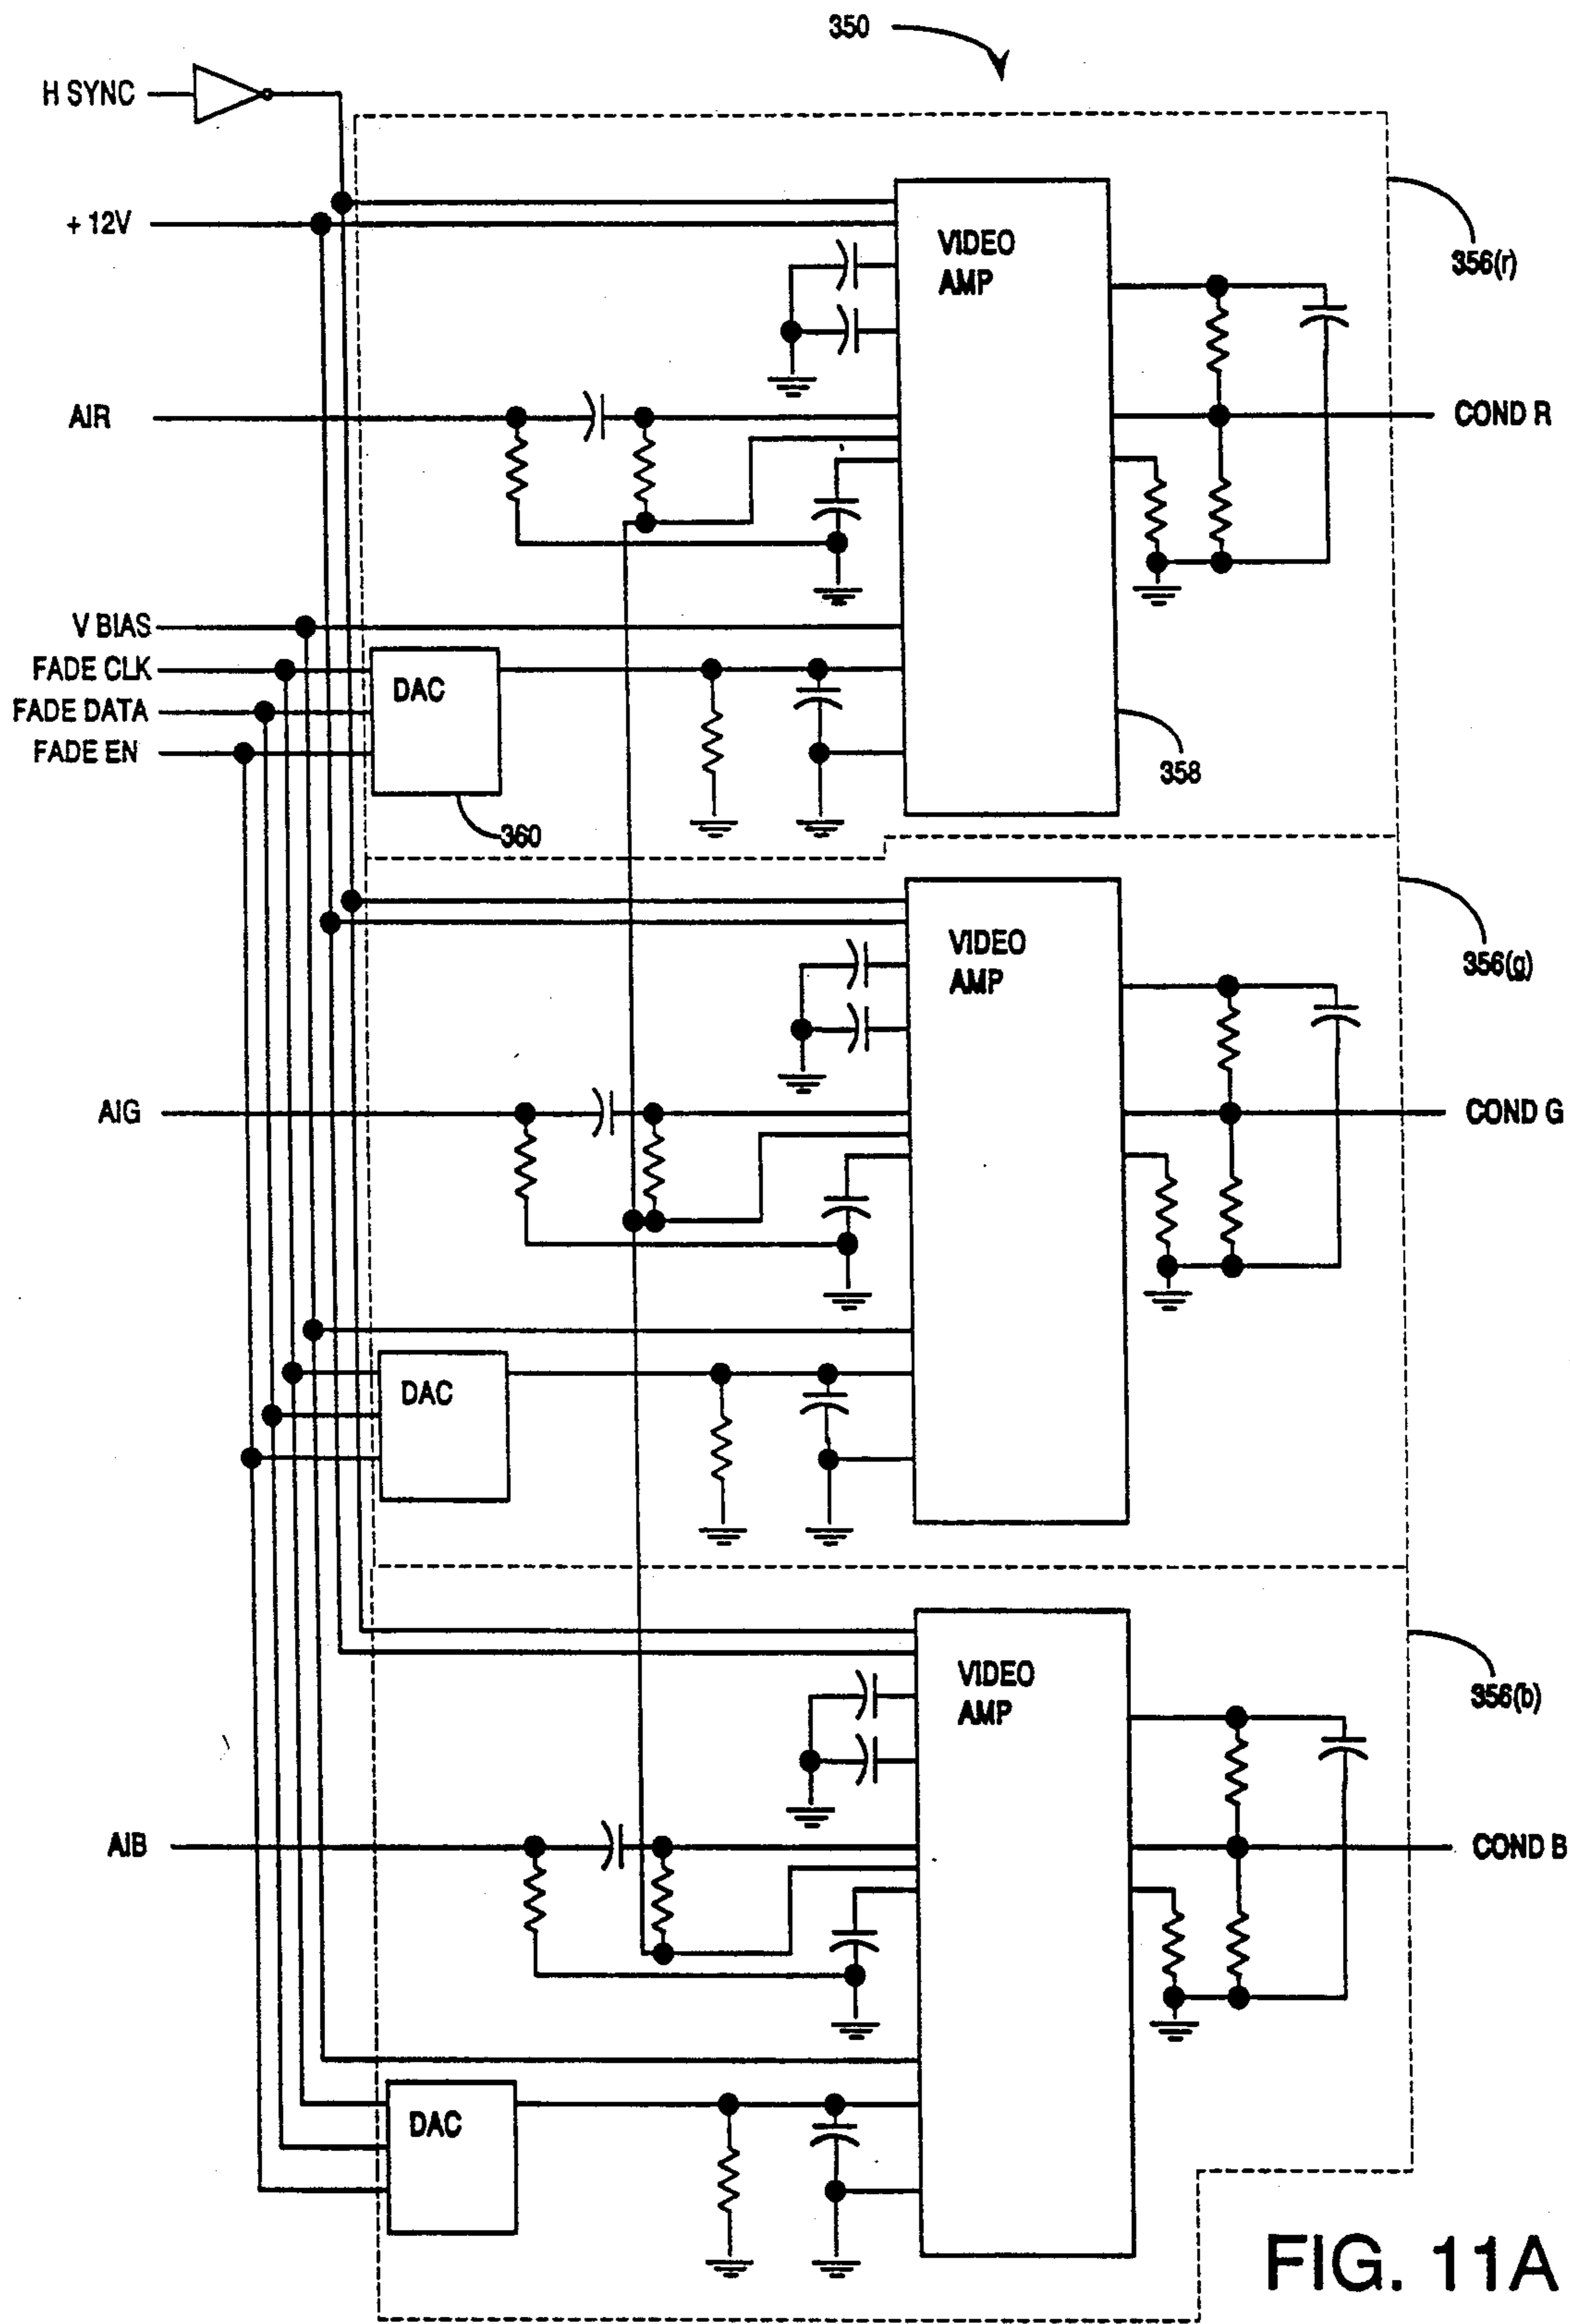 350
H SYNC
+ 12V
VIDEO
AMP
356(r)
AIR
COND R
V BIAS
FADE CLK
FADE DATA
FADE EN
DAC
358
360
VIDEO
AMP
356(g)
AIG
COND G
DAC
VIDEO
AMP
356(b)
AIB
COND B
DAC
FIG. 11A